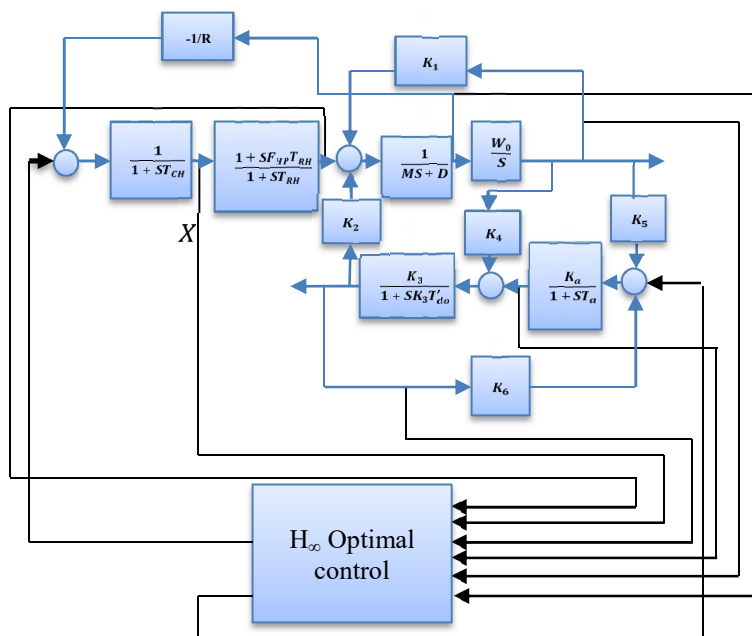 -1/R
K₁
1
1 + ST_CH
1 + SF_HP T_RH
1 + ST_RH
1
MS + D
W₀
S
X
K₂
K₄
K₅
K₃
1 + SK₃T′_do
K_a
1 + ST_a
K₆
H∞ Optimal
control